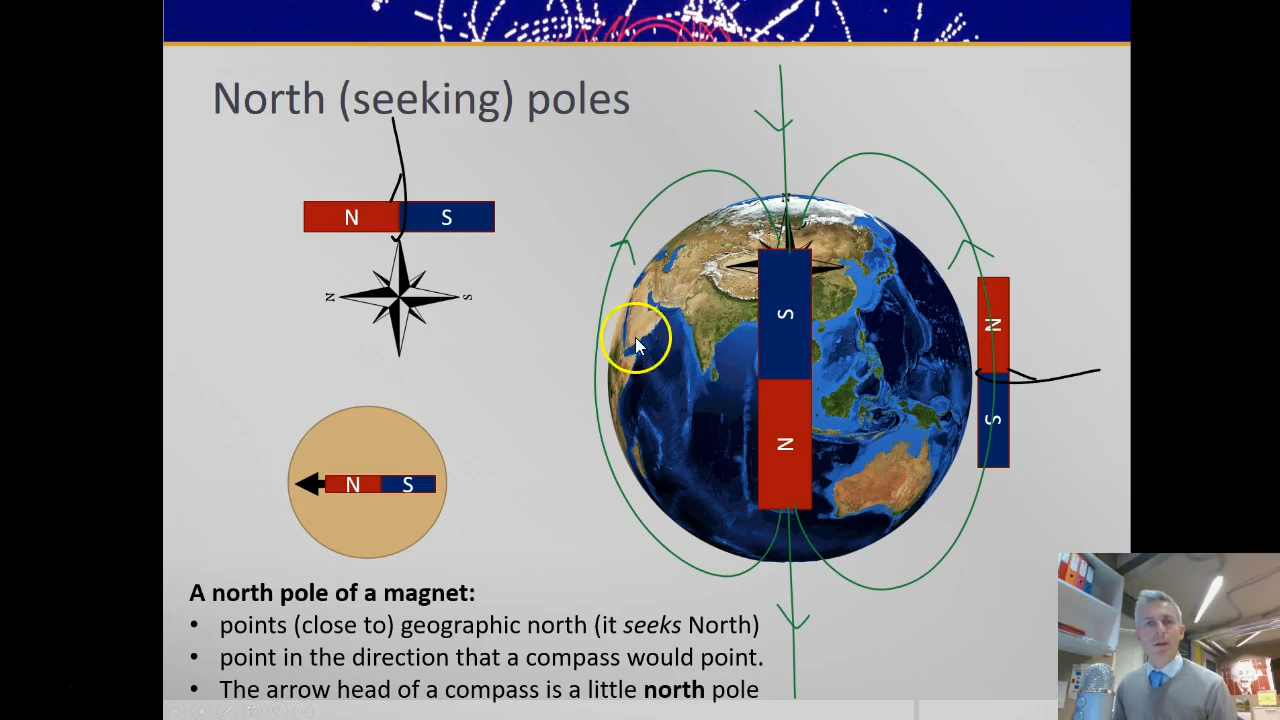 North (seeking) poles
N S
N S
N S
N
S
N
N
S
A north pole of a magnet:
• points (close to) geographic north (it seeks North)
• point in the direction that a compass would point.
• The arrow head of a compass is a little north pole